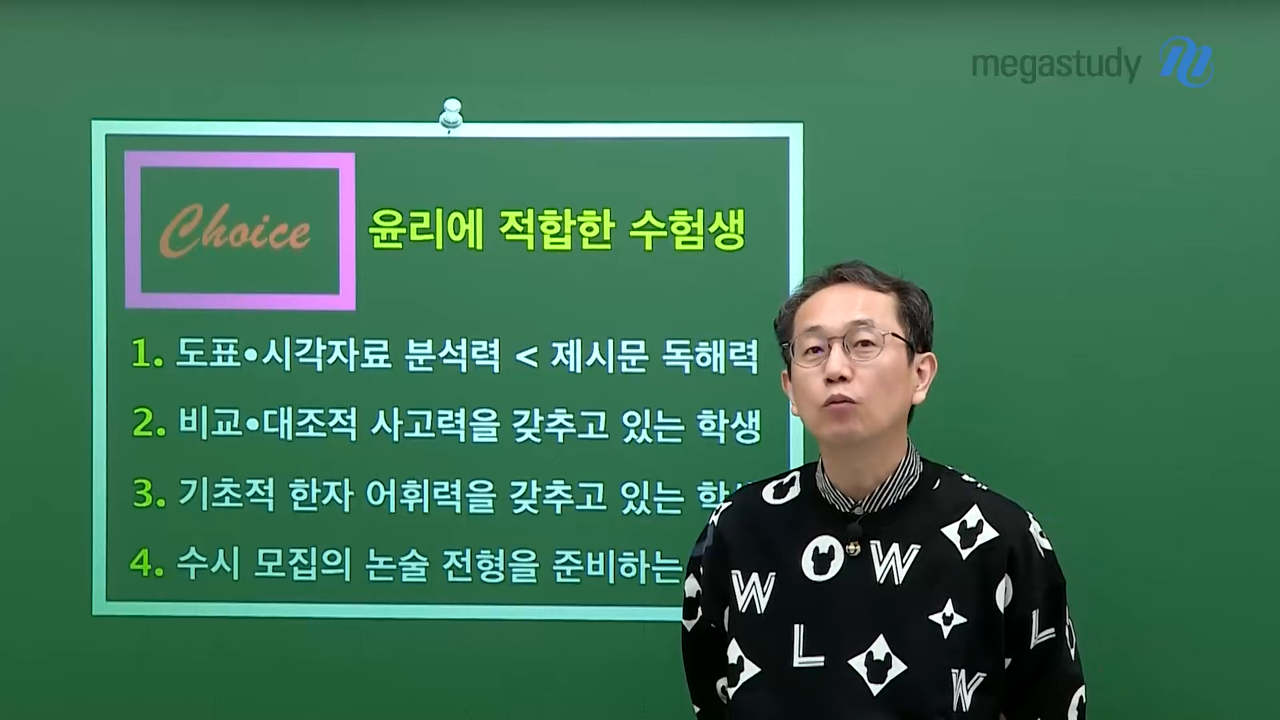 megastudy
Choice
윤리에 적합한 수험생
1. 도표•시각자료 분석력 < 제시문 독해력
2. 비교•대조적 사고력을 갖추고 있는 학생
3. 기초적 한자 어휘력을 갖추고 있는
4. 수시 모집의 논술 전형을 준비하는
W O W
L L
W